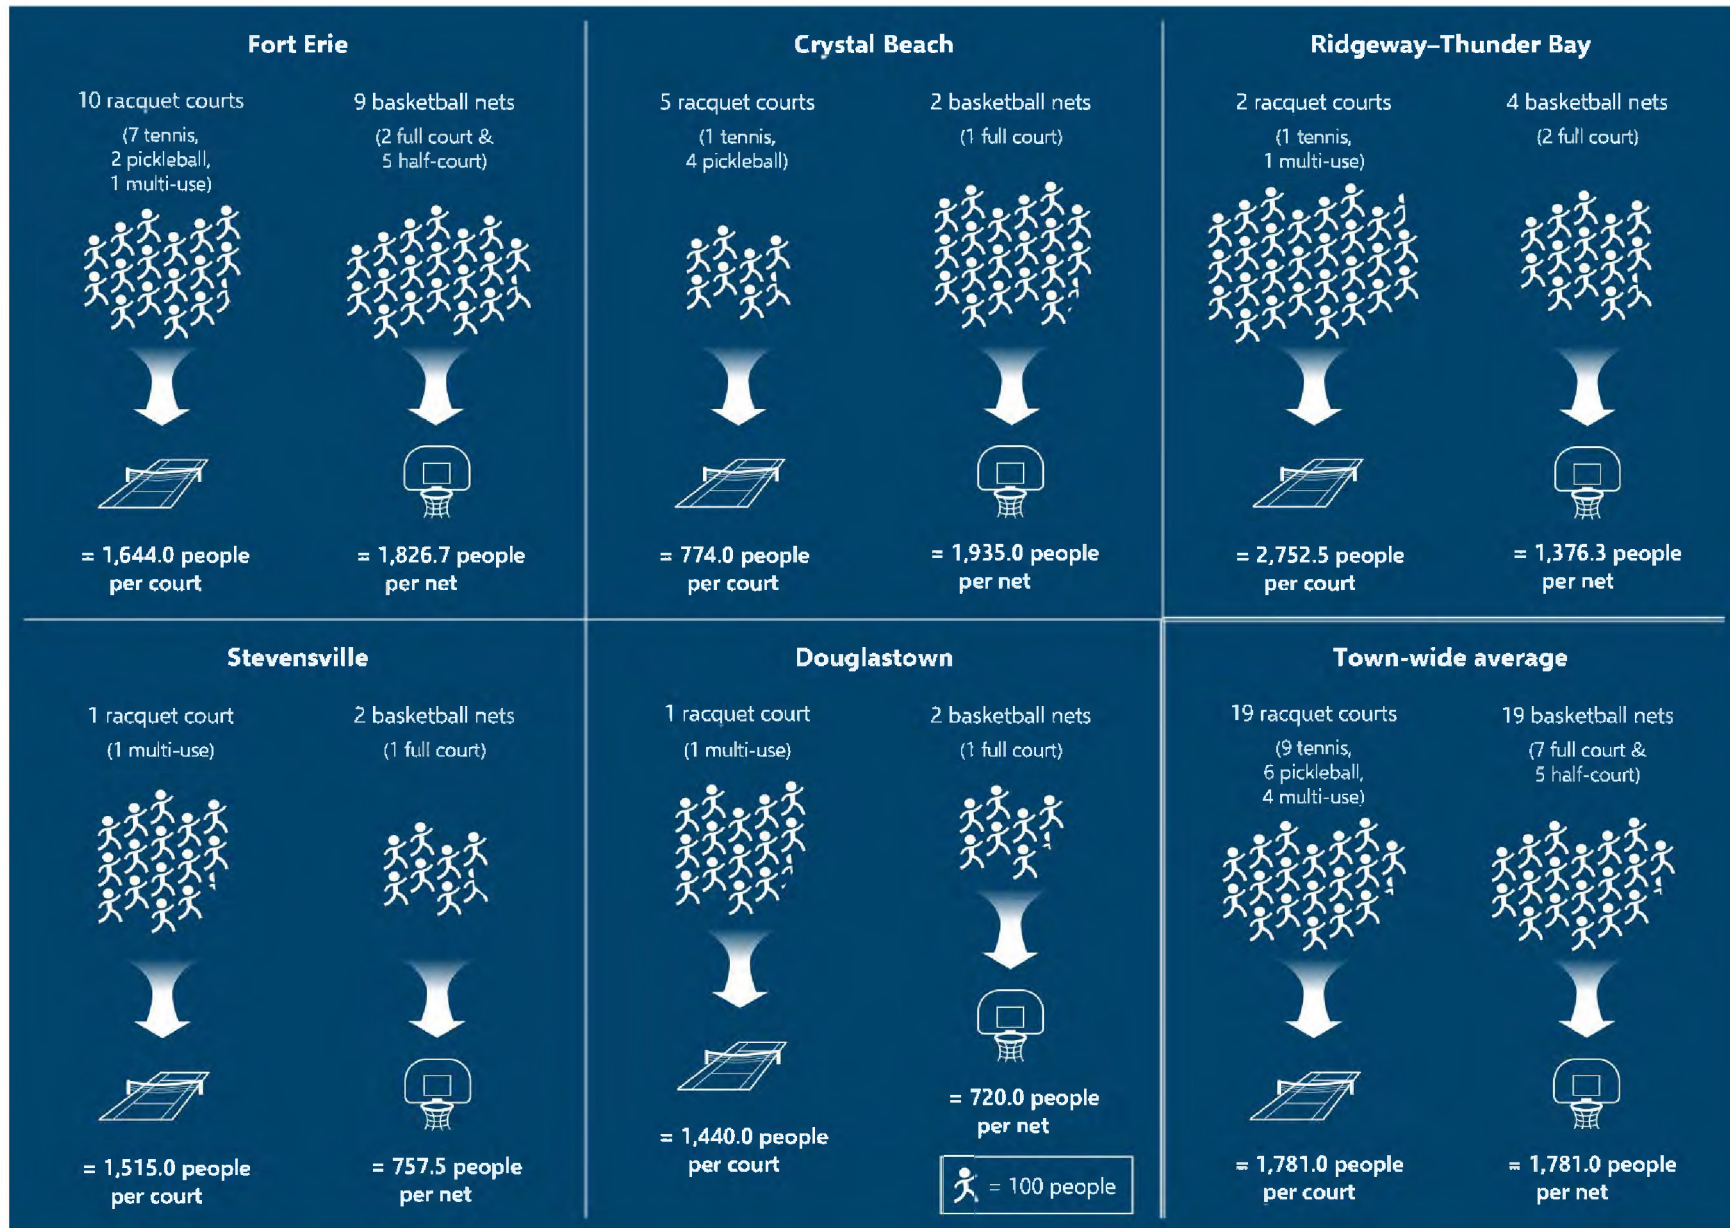 Fort Erie
10 racquet courts
(7 tennis,
2 pickleball,
1 multi-use)
= 1,644.0 people
per court
9 basketball nets
(2 full court &
5 half-court)
= 1,826.7 people
per net
Crystal Beach
5 racquet courts
(1 tennis,
4 pickleball)
= 774.0 people
per court
2 basketball nets
(1 full court)
= 1,935.0 people
per net
Ridgeway–Thunder Bay
2 racquet courts
(1 tennis,
1 multi-use)
= 2,752.5 people
per court
4 basketball nets
(2 full court)
= 1,376.3 people
per net
Stevensville
1 racquet court
(1 multi-use)
= 1,515.0 people
per court
2 basketball nets
(1 full court)
= 757.5 people
per net
Douglastown
1 racquet court
(1 multi-use)
= 1,440.0 people
per court
2 basketball nets
(1 full court)
= 720.0 people
per net
= 100 people
Town-wide average
19 racquet courts
(9 tennis,
6 pickleball,
4 multi-use)
= 1,781.0 people
per court
19 basketball nets
(7 full court &
5 half-court)
= 1,781.0 people
per net